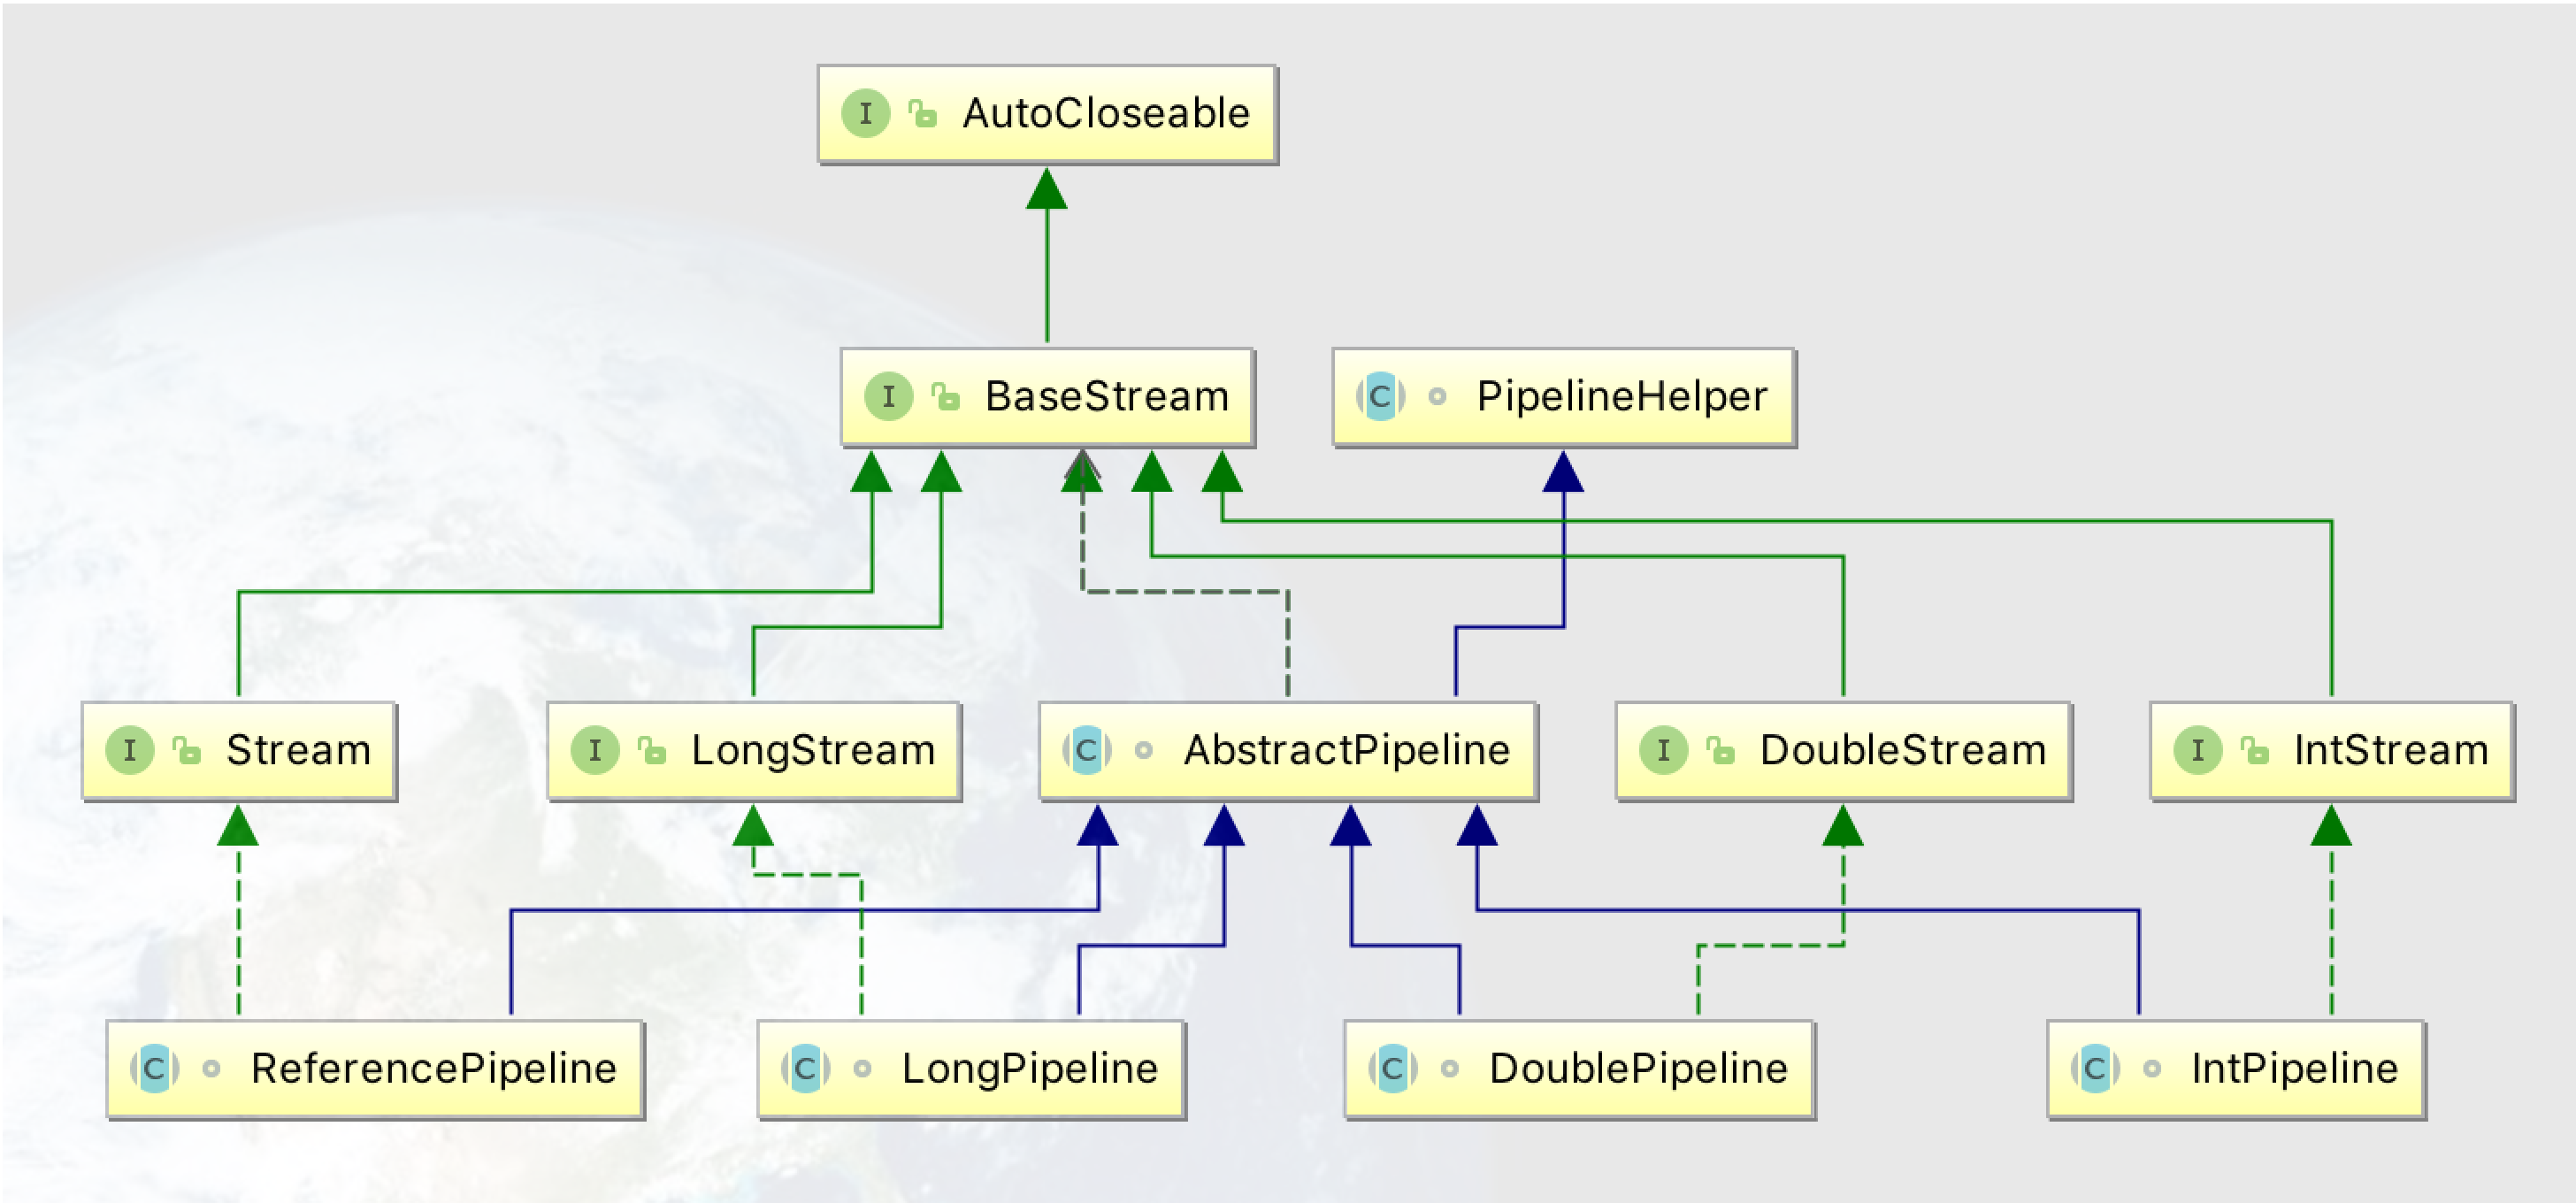 I AutoCloseable
I BaseStream
C PipelineHelper
I Stream
I LongStream
C AbstractPipeline
I DoubleStream
I IntStream
C ReferencePipeline
C LongPipeline
C DoublePipeline
C IntPipeline